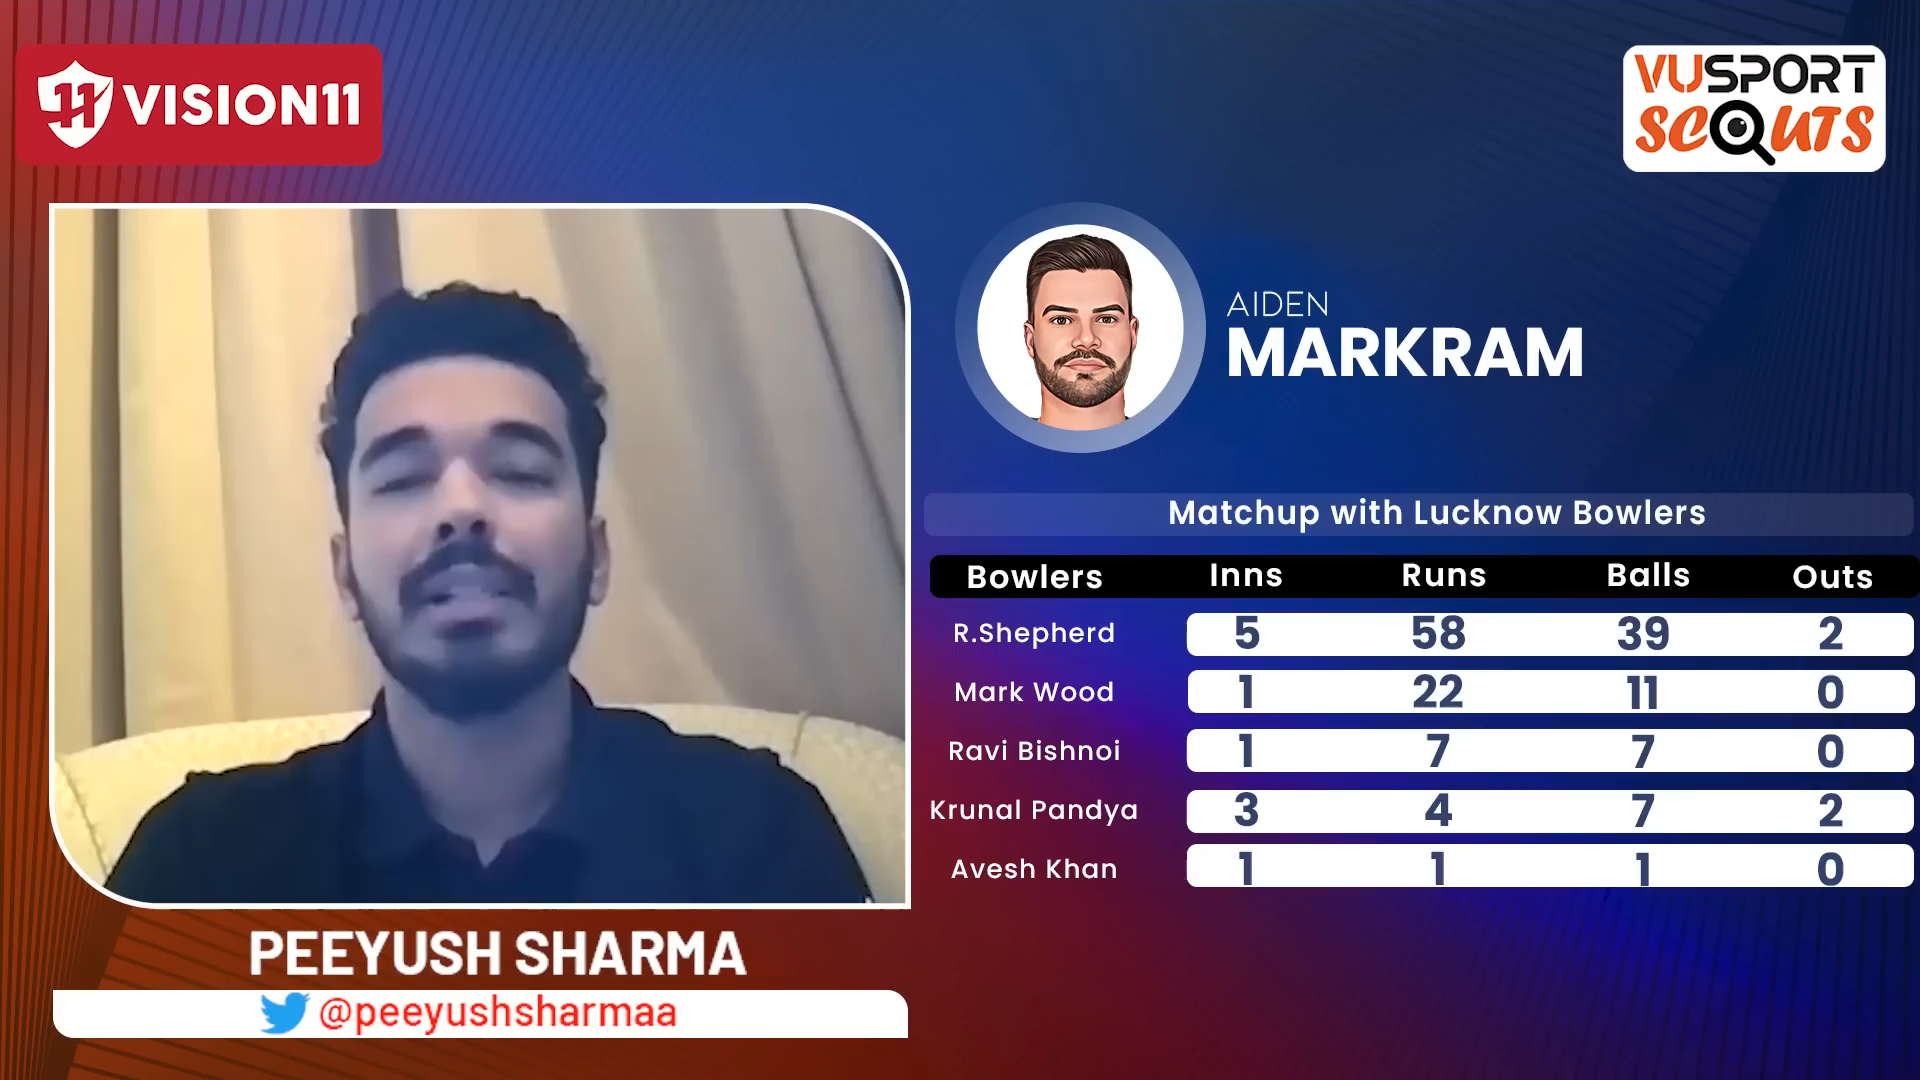 VISION11
VUSPORT
SCOUTS
AIDEN
MARKRAM
Matchup with Lucknow Bowlers
Bowlers Inns Runs Balls Outs
R.Shepherd 5 58 39 2
Mark Wood 1 22 11 0
Ravi Bishnoi 1 7 7 0
Krunal Pandya 3 4 7 2
Avesh Khan 1 1 1 0
PEEYUSH SHARMA
@peeyushsharmaa